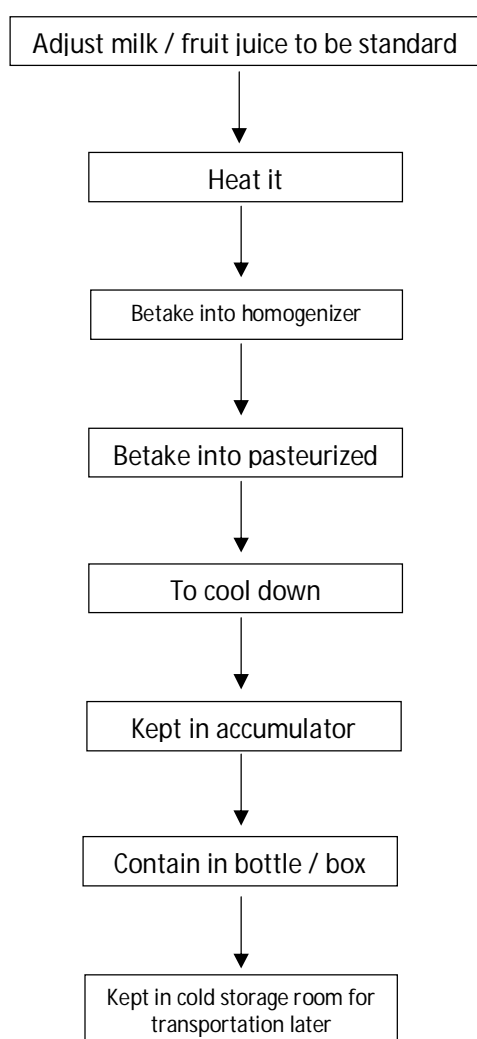 Adjust milk / fruit juice to be standard
Heat it
Betake into homogenizer
Betake into pasteurized
To cool down
Kept in accumulator
Contain in bottle / box
Kept in cold storage room for
transportation later